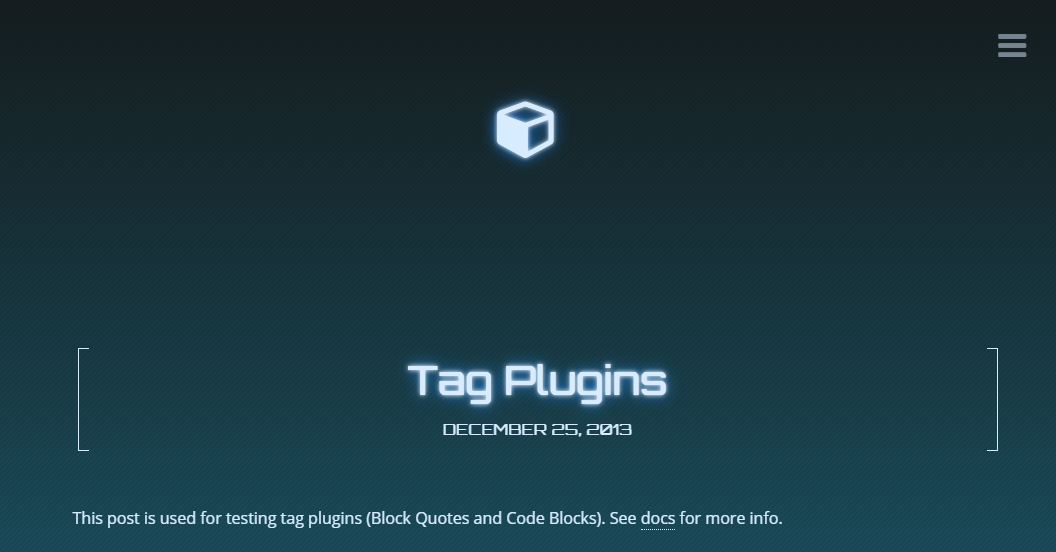 Tag Plugins
DECEMBER 25, 2013
This post is used for testing tag plugins (Block Quotes and Code Blocks). See docs for more info.